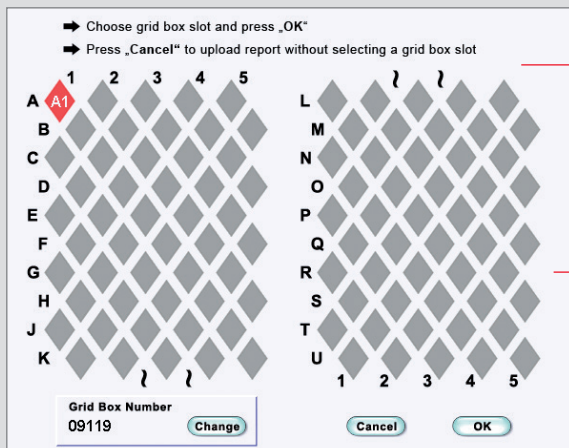 ➡ Choose grid box slot and press „OK“
➡ Press „Cancel“ to upload report without selecting a grid box slot
1 2 3 4 5
A A1 L
B M
C N
D O
E P
F Q
G R
H S
J T
K U
1 2 3 4 5
Grid Box Number
09119 Change Cancel OK